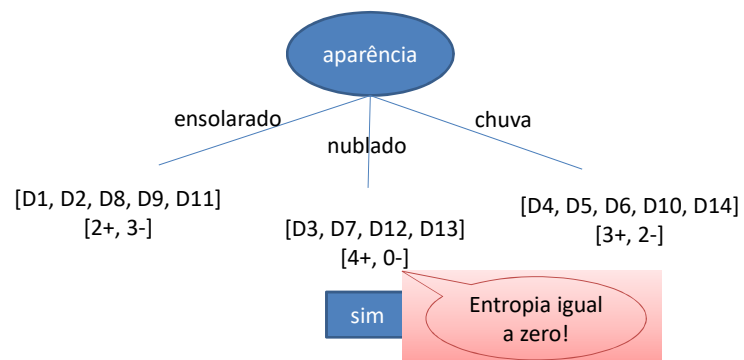 aparência
ensolarado
nublado
chuva
[D1, D2, D8, D9, D11]
[2+, 3-]
[D3, D7, D12, D13]
[4+, 0-]
[D4, D5, D6, D10, D14]
[3+, 2-]
sim
Entropia igual
a zero!